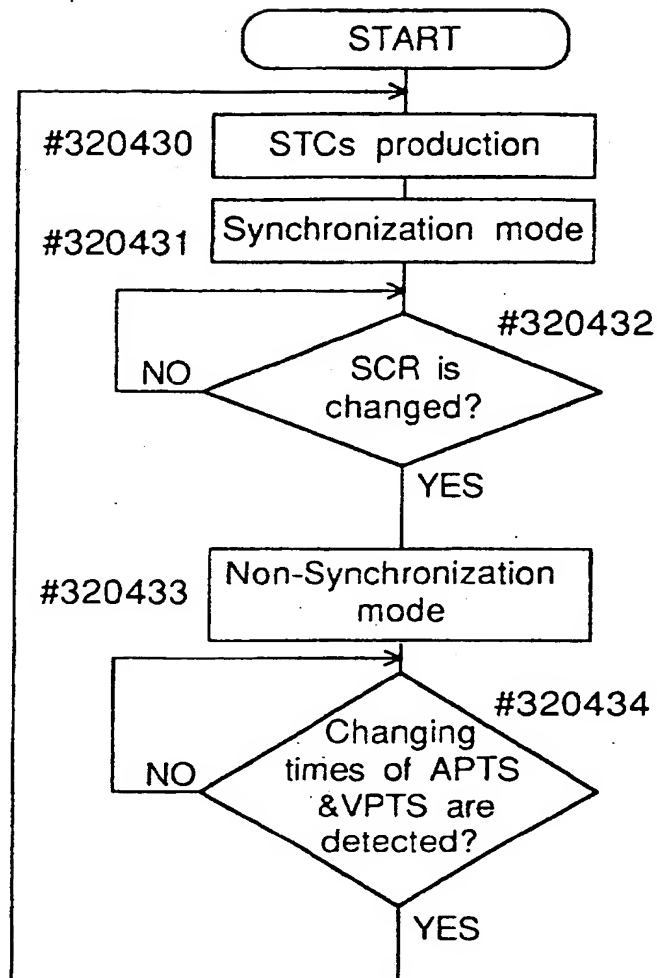 START
#320430
STCs production
#320431
Synchronization mode
#320432
NO
SCR is
changed?
YES
#320433
Non-Synchronization
mode
#320434
NO
Changing
times of APTS
&VPTS are
detected?
YES